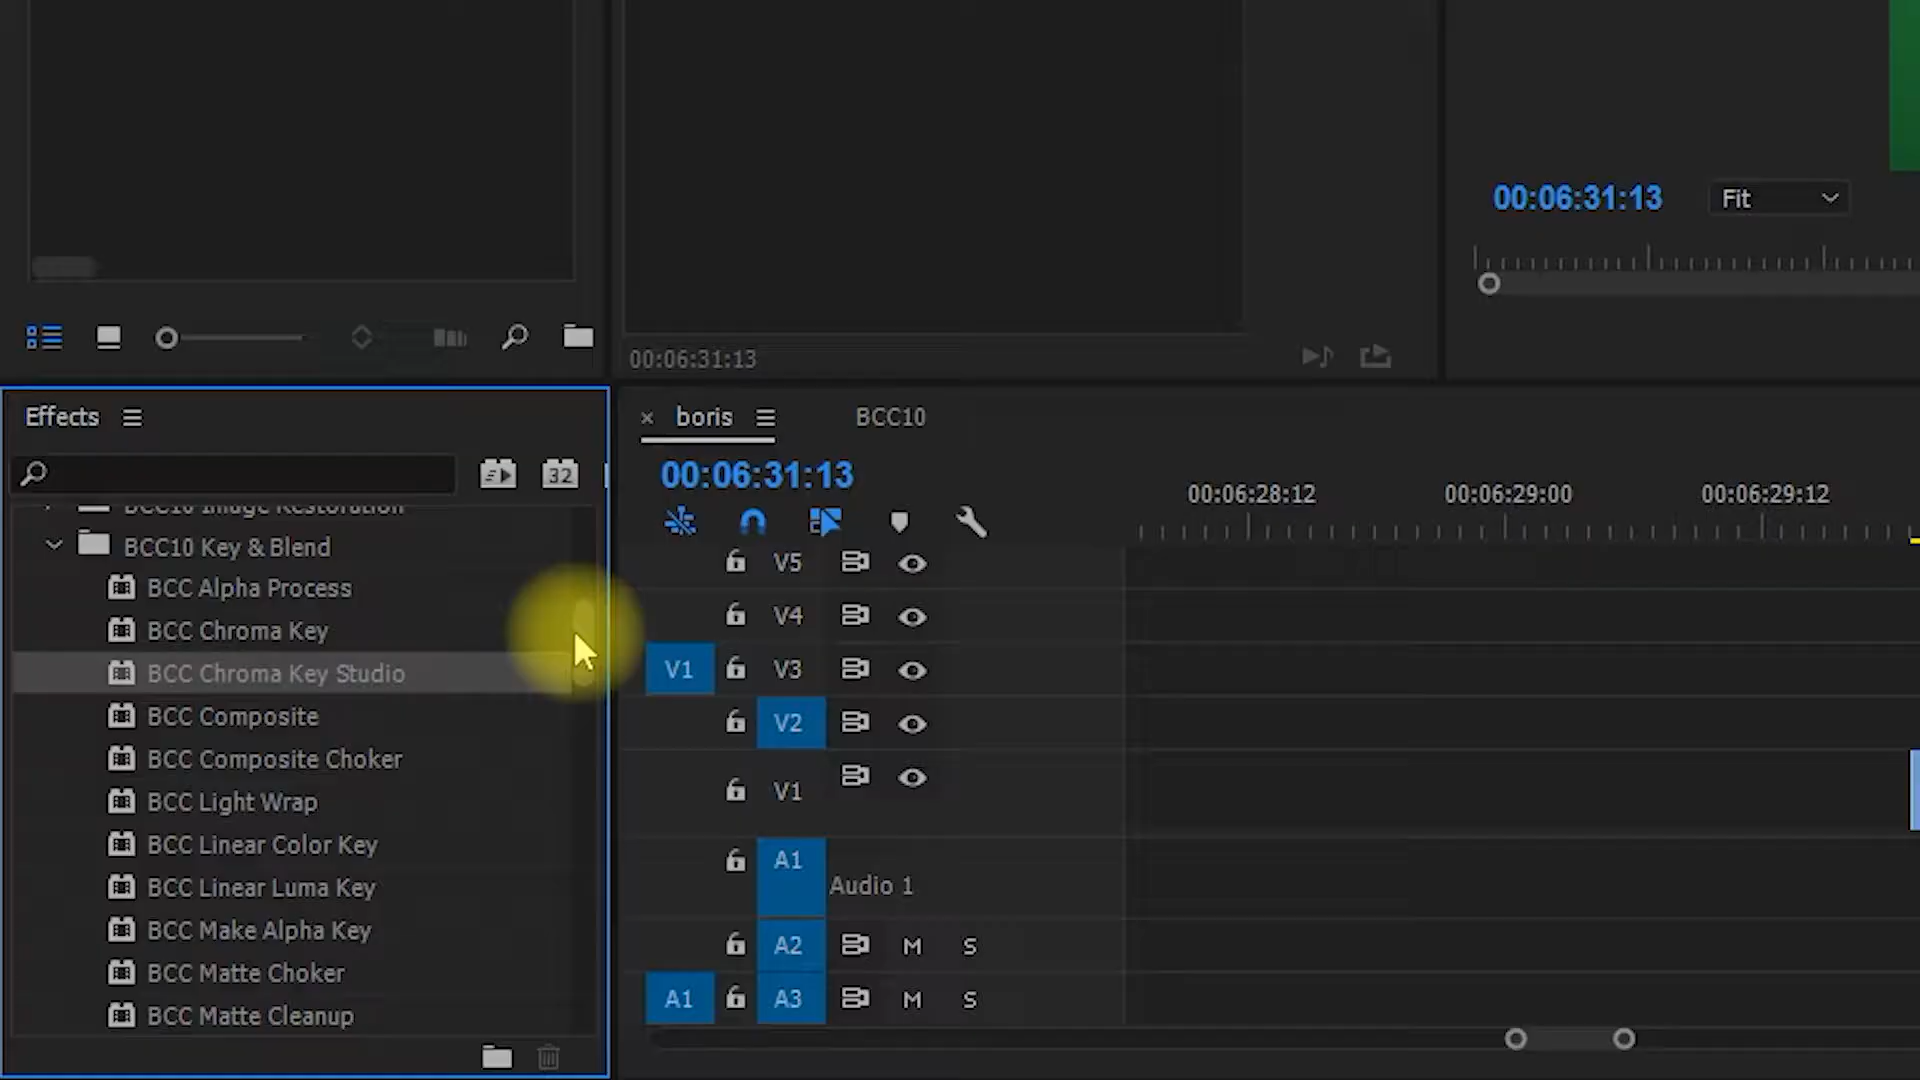 00:06:31:13
Fit
00:06:31:13
Effects
boris
BCC10
32
00:06:31:13
00:06:28:12
00:06:29:00
00:06:29:12
BCC10 Image Restoration
BCC10 Key & Blend
BCC Alpha Process
BCC Chroma Key
BCC Chroma Key Studio
BCC Composite
BCC Composite Choker
BCC Light Wrap
BCC Linear Color Key
BCC Linear Luma Key
BCC Make Alpha Key
BCC Matte Choker
BCC Matte Cleanup
V5
V4
V1 V3
V2
V1
A1
Audio 1
A2 M S
A1 A3 M S